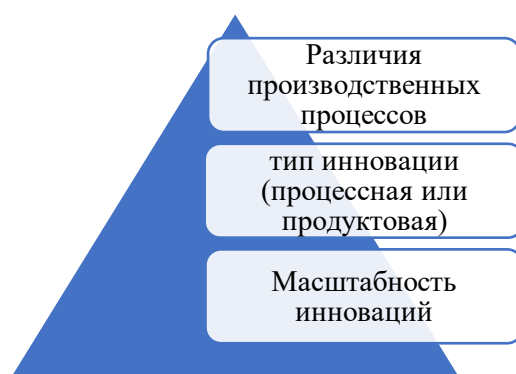 Различия
производственных
процессов
тип инновации
(процессная или
продуктовая)
Масштабность
инноваций